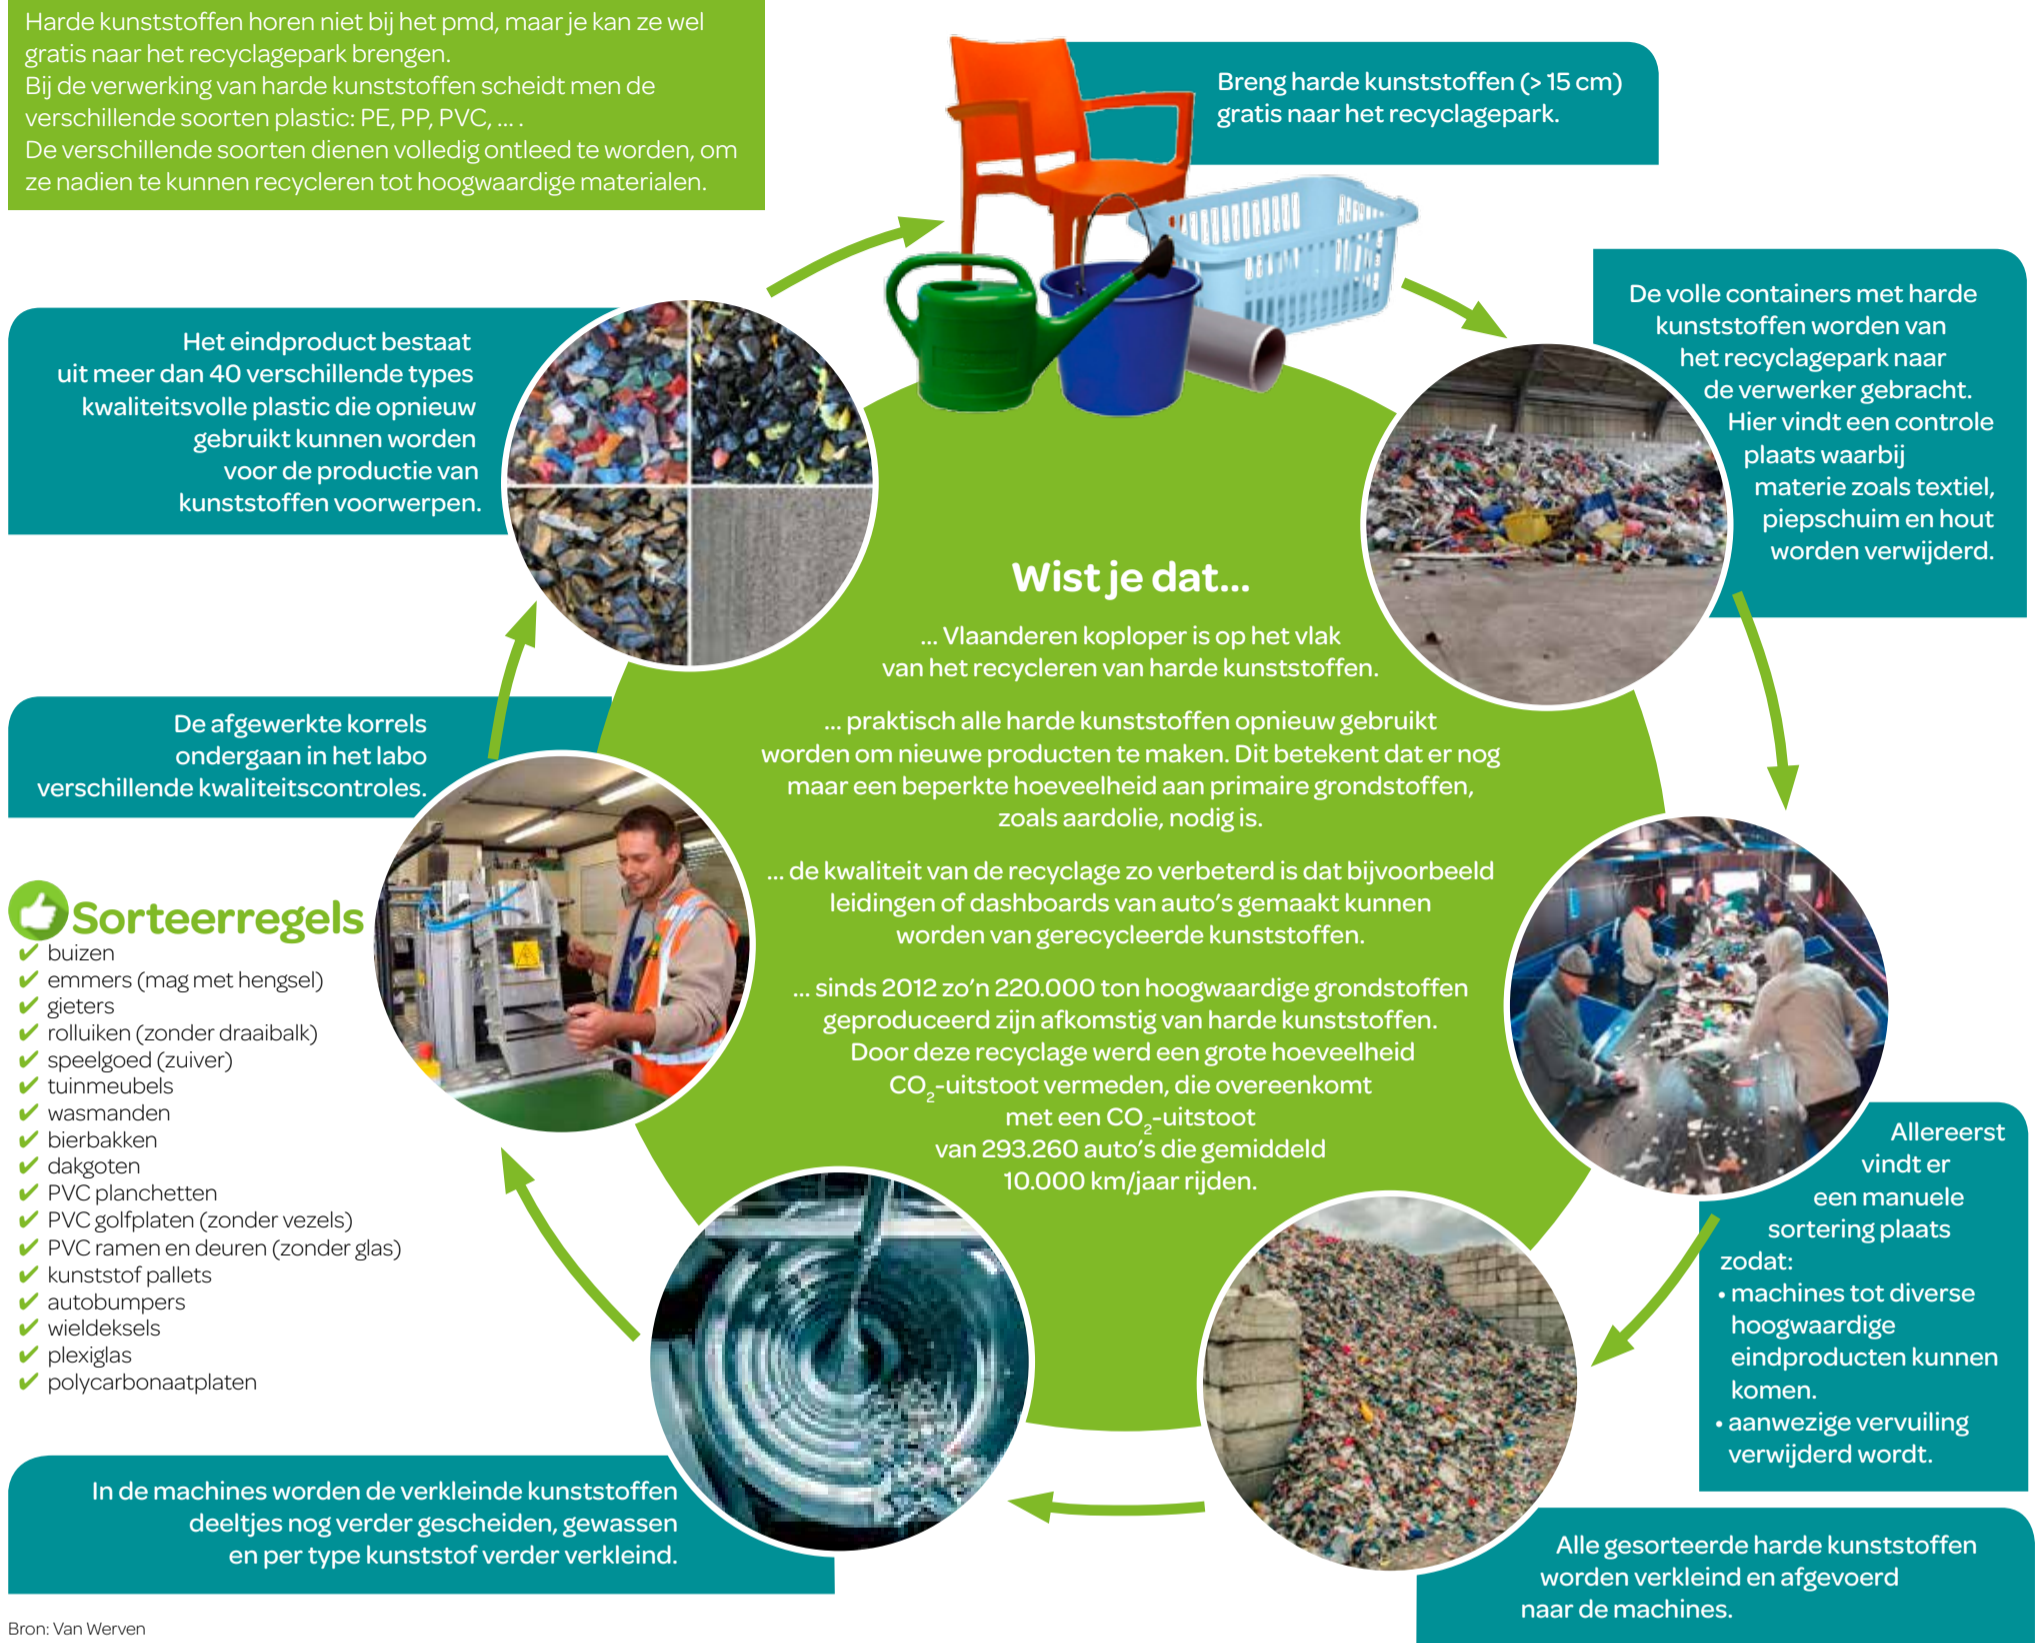 Harde kunststoffen horen niet bij het pmd, maar je kan ze wel
gratis naar het recyclagepark brengen.
Bij de verwerking van harde kunststoffen scheidt men de
verschillende soorten plastic: PE, PP, PVC, ... .
De verschillende soorten dienen volledig ontleed te worden, om
ze nadien te kunnen recycleren tot hoogwaardige materialen.
Breng harde kunststoffen (> 15 cm)
gratis naar het recyclagepark.
De volle containers met harde
kunststoffen worden van
het recyclagepark naar
de verwerker gebracht.
Hier vindt een controle
plaats waarbij
materie zoals textiel,
piepschuim en hout
worden verwijderd.
Allereerst
vindt er
een manuele
sortering plaats
zodat:
• machines tot diverse
hoogwaardige
eindproducten kunnen
komen.
• aanwezige vervuiling
verwijderd wordt.
Alle gesorteerde harde kunststoffen
worden verkleind en afgevoerd
naar de machines.
In de machines worden de verkleinde kunststoffen
deeltjes nog verder gescheiden, gewassen
en per type kunststof verder verkleind.
De afgewerkte korrels
ondergaan in het labo
verschillende kwaliteitscontroles.
Het eindproduct bestaat
uit meer dan 40 verschillende types
kwaliteitsvolle plastic die opnieuw
gebruikt kunnen worden
voor de productie van
kunststoffen voorwerpen.
Wist je dat...
... Vlaanderen koploper is op het vlak
van het recycleren van harde kunststoffen.
... praktisch alle harde kunststoffen opnieuw gebruikt
worden om nieuwe producten te maken. Dit betekent dat er nog
maar een beperkte hoeveelheid aan primaire grondstoffen,
zoals aardolie, nodig is.
... de kwaliteit van de recyclage zo verbeterd is dat bijvoorbeeld
leidingen of dashboards van auto's gemaakt kunnen
worden van gerecycleerde kunststoffen.
... sinds 2012 zo'n 220.000 ton hoogwaardige grondstoffen
geproduceerd zijn afkomstig van harde kunststoffen.
Door deze recyclage werd een grote hoeveelheid
CO₂-uitstoot vermeden, die overeenkomt
met een CO₂-uitstoot
van 293.260 auto's die gemiddeld
10.000 km/jaar rijden.
Sorteerregels
✔ buizen
✔ emmers (mag met hengsel)
✔ gieters
✔ rolluiken (zonder draaibalk)
✔ speelgoed (zuiver)
✔ tuinmeubels
✔ wasmanden
✔ bierbakken
✔ dakgoten
✔ PVC planchetten
✔ PVC golfplaten (zonder vezels)
✔ PVC ramen en deuren (zonder glas)
✔ kunststof pallets
✔ autobumpers
✔ wieldeksels
✔ plexiglas
✔ polycarbonaatplaten
Bron: Van Werven